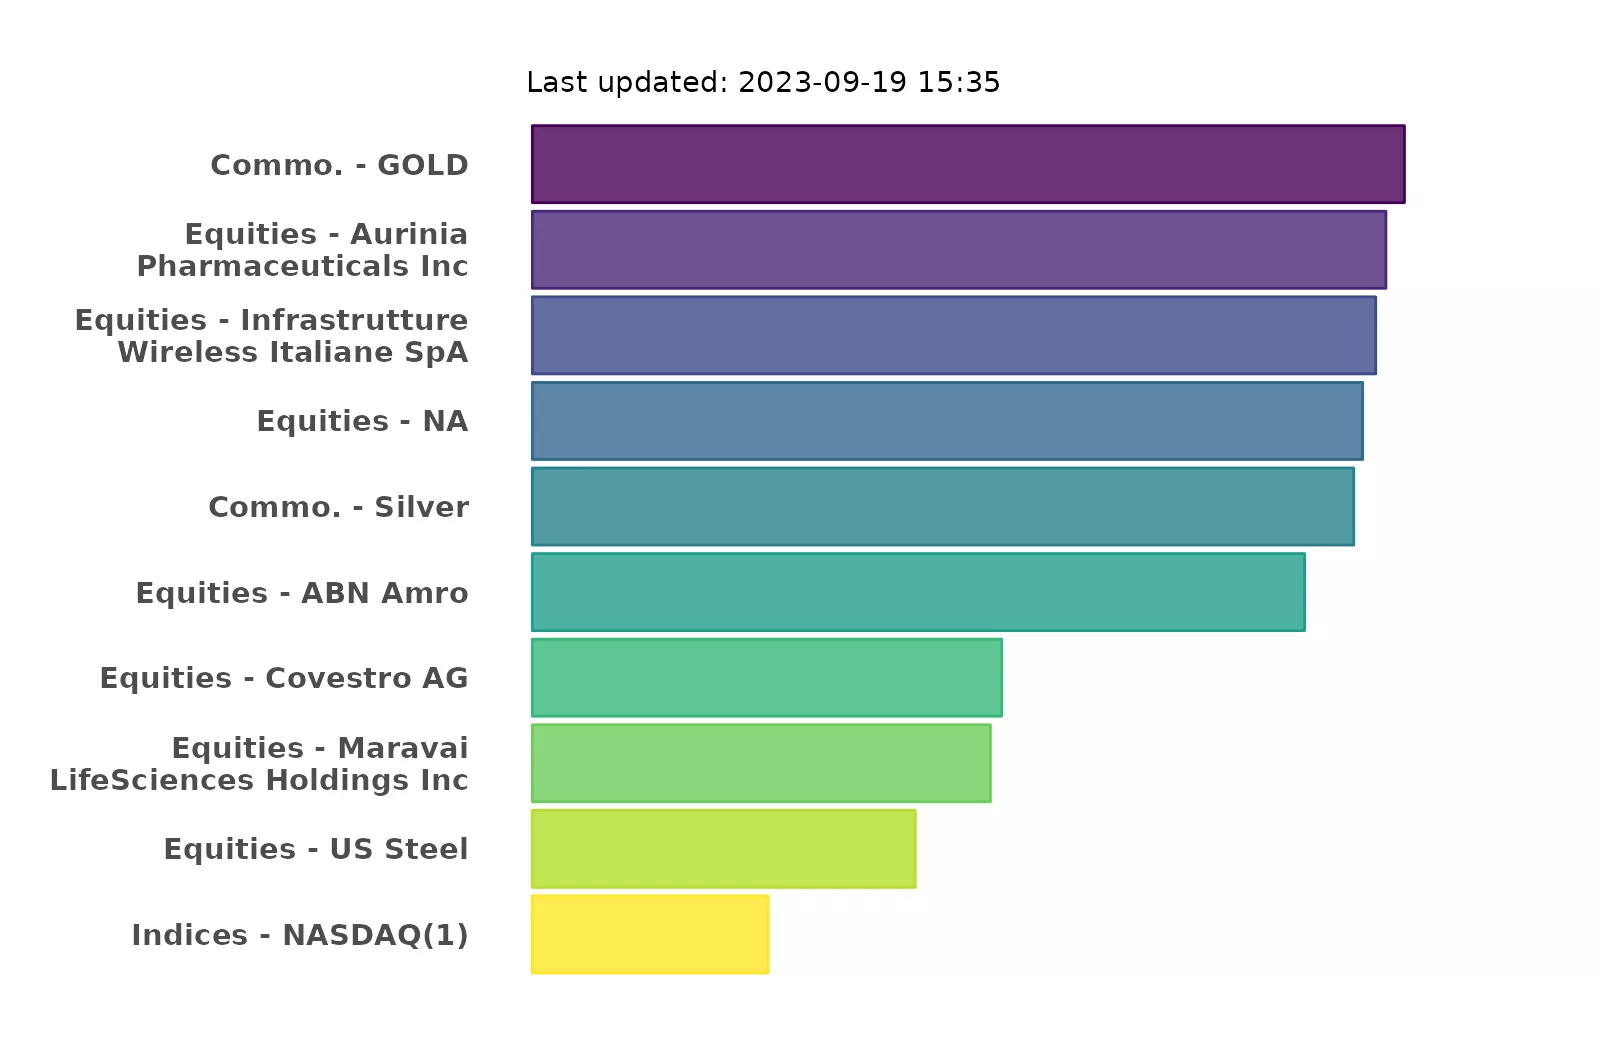 Last updated: 2023-09-19 15:35
Commo. - GOLD
Equities - Aurinia
Pharmaceuticals Inc
Equities - Infrastrutture
Wireless Italiane SpA
Equities - NA
Commo. - Silver
Equities - ABN Amro
Equities - Covestro AG
Equities - Maravai
LifeSciences Holdings Inc
Equities - US Steel
Indices - NASDAQ(1)